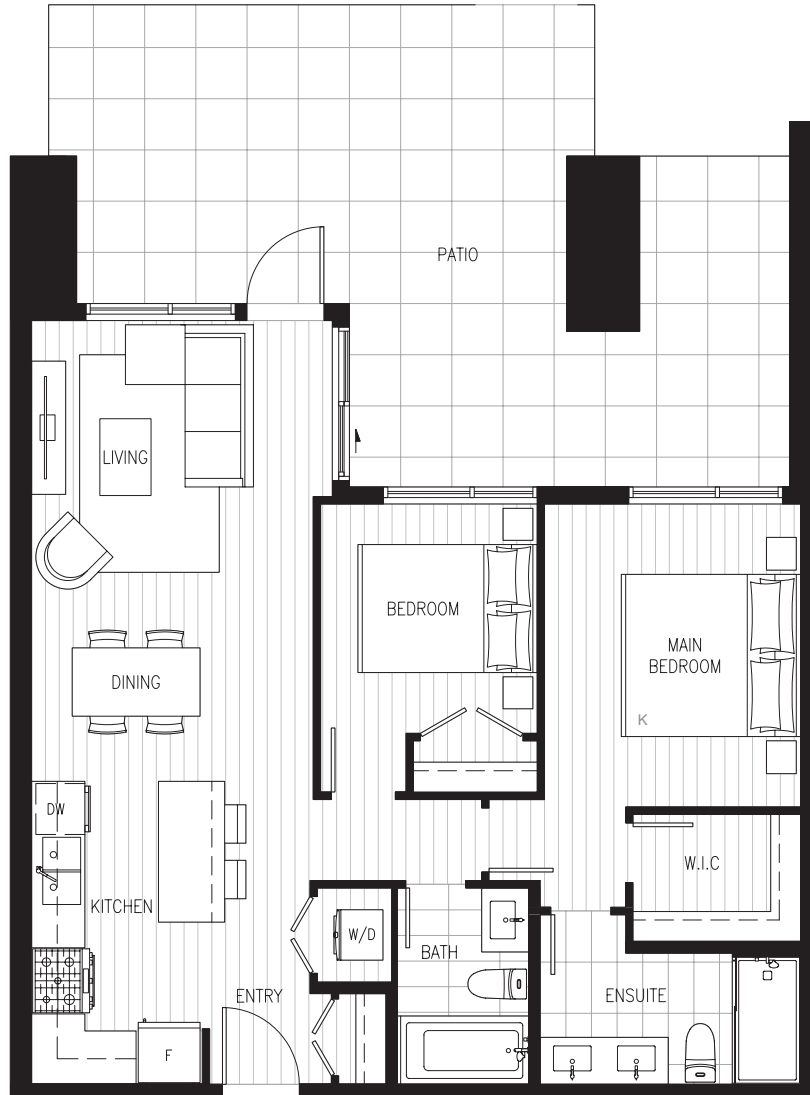 PATIO
LIVING
BEDROOM
MAIN
BEDROOM
DINING
K
DW
W.I.C
KITCHEN
W/D
BATH
ENTRY
ENSUITE
F